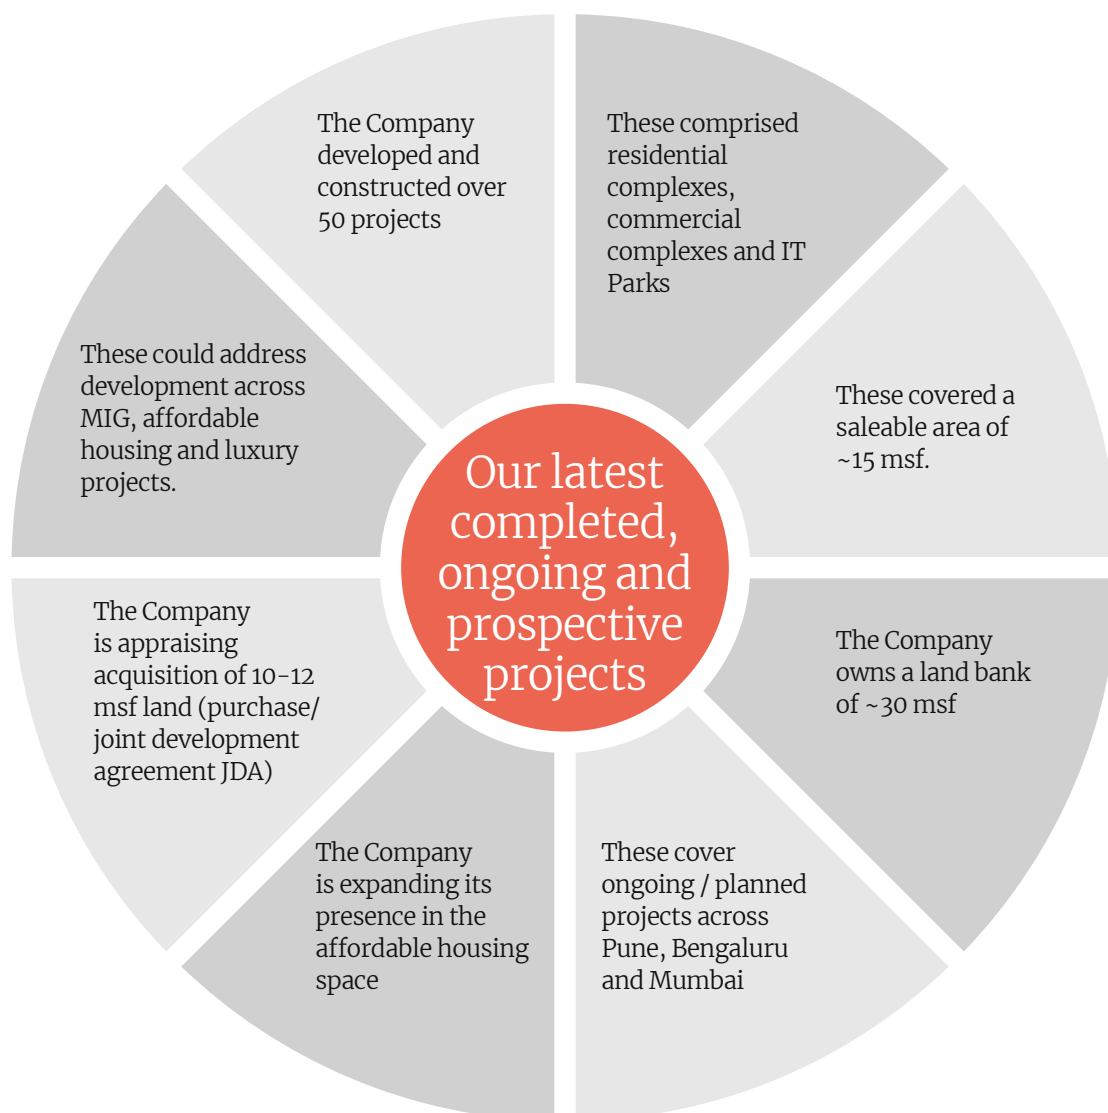 The Company
developed and
constructed over
50 projects
These comprised
residential
complexes,
commercial
complexes and IT
Parks
These covered a
saleable area of
~15 msf.
The Company
owns a land bank
of ~30 msf
These cover
ongoing / planned
projects across
Pune, Bengaluru
and Mumbai
The Company
is expanding its
presence in the
affordable housing
space
The Company
is appraising
acquisition of 10-12
msf land (purchase/
joint development
agreement JDA)
These could address
development across
MIG, affordable
housing and luxury
projects.
Our latest
completed,
ongoing and
prospective
projects